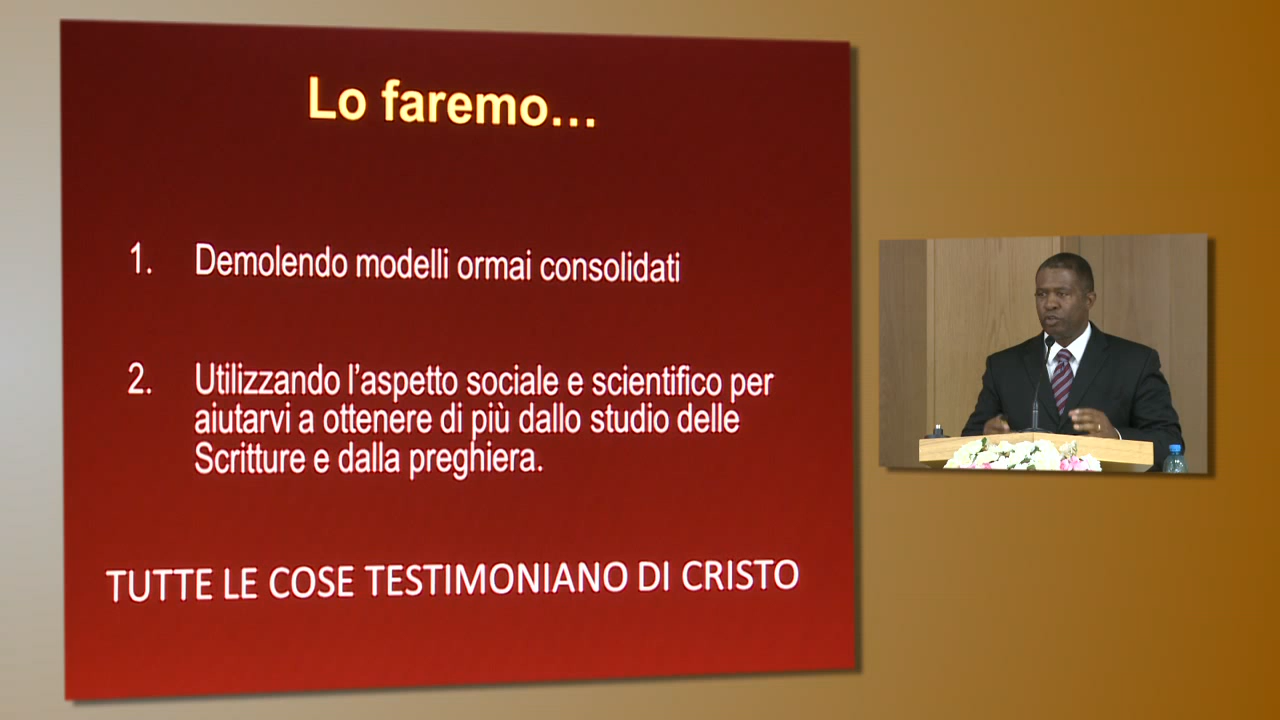 Lo faremo…
1. Demolendo modelli ormai consolidati
2. Utilizzando l’aspetto sociale e scientifico per
aiutarvi a ottenere di più dallo studio delle
Scritture e dalla preghiera.
TUTTE LE COSE TESTIMONIANO DI CRISTO